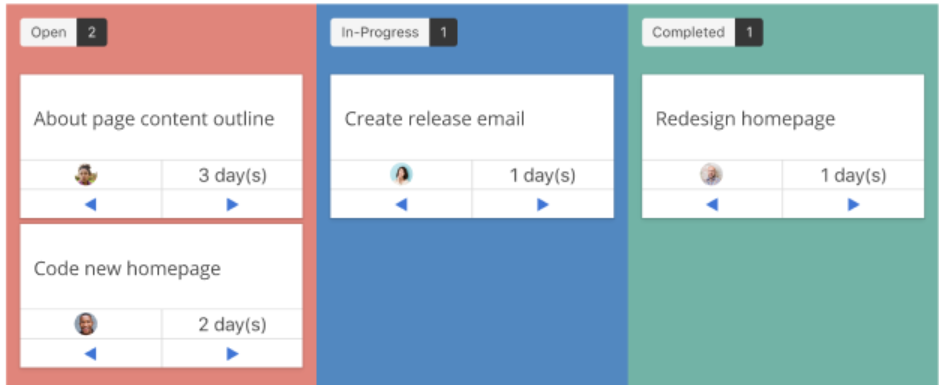 Open 2
About page content outline
3 day(s)
Code new homepage
2 day(s)
In-Progress 1
Create release email
1 day(s)
Completed 1
Redesign homepage
1 day(s)